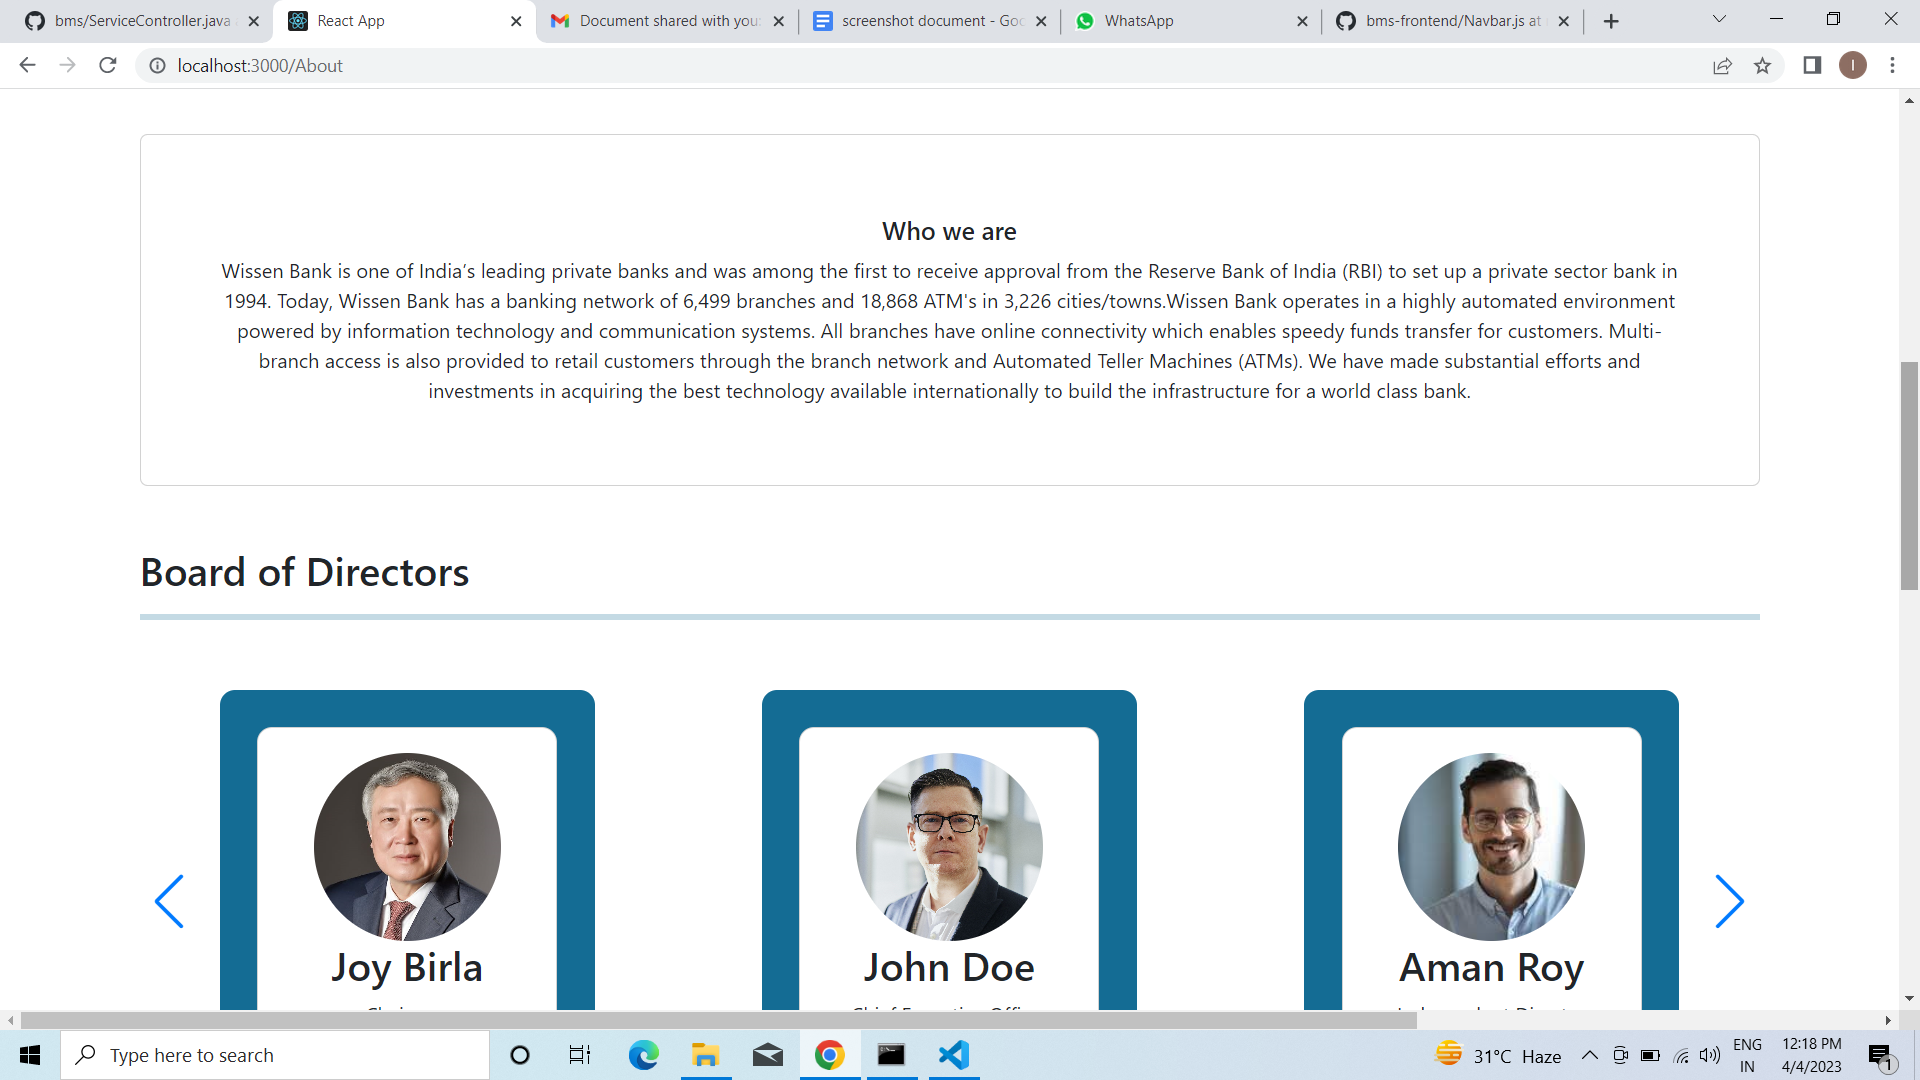 bms/ServiceController.java
React App
Document shared with you:
screenshot document - Goo
WhatsApp
bms-frontend/Navbar.js at
localhost:3000/About
I
Who we are
Wissen Bank is one of India’s leading private banks and was among the first to receive approval from the Reserve Bank of India (RBI) to set up a private sector bank in
1994. Today, Wissen Bank has a banking network of 6,499 branches and 18,868 ATM's in 3,226 cities/towns.Wissen Bank operates in a highly automated environment
powered by information technology and communication systems. All branches have online connectivity which enables speedy funds transfer for customers. Multi-
branch access is also provided to retail customers through the branch network and Automated Teller Machines (ATMs). We have made substantial efforts and
investments in acquiring the best technology available internationally to build the infrastructure for a world class bank.
Board of Directors
Joy Birla
John Doe
Aman Roy
Type here to search
31°C Haze
ENG
IN
12:18 PM
4/4/2023
1